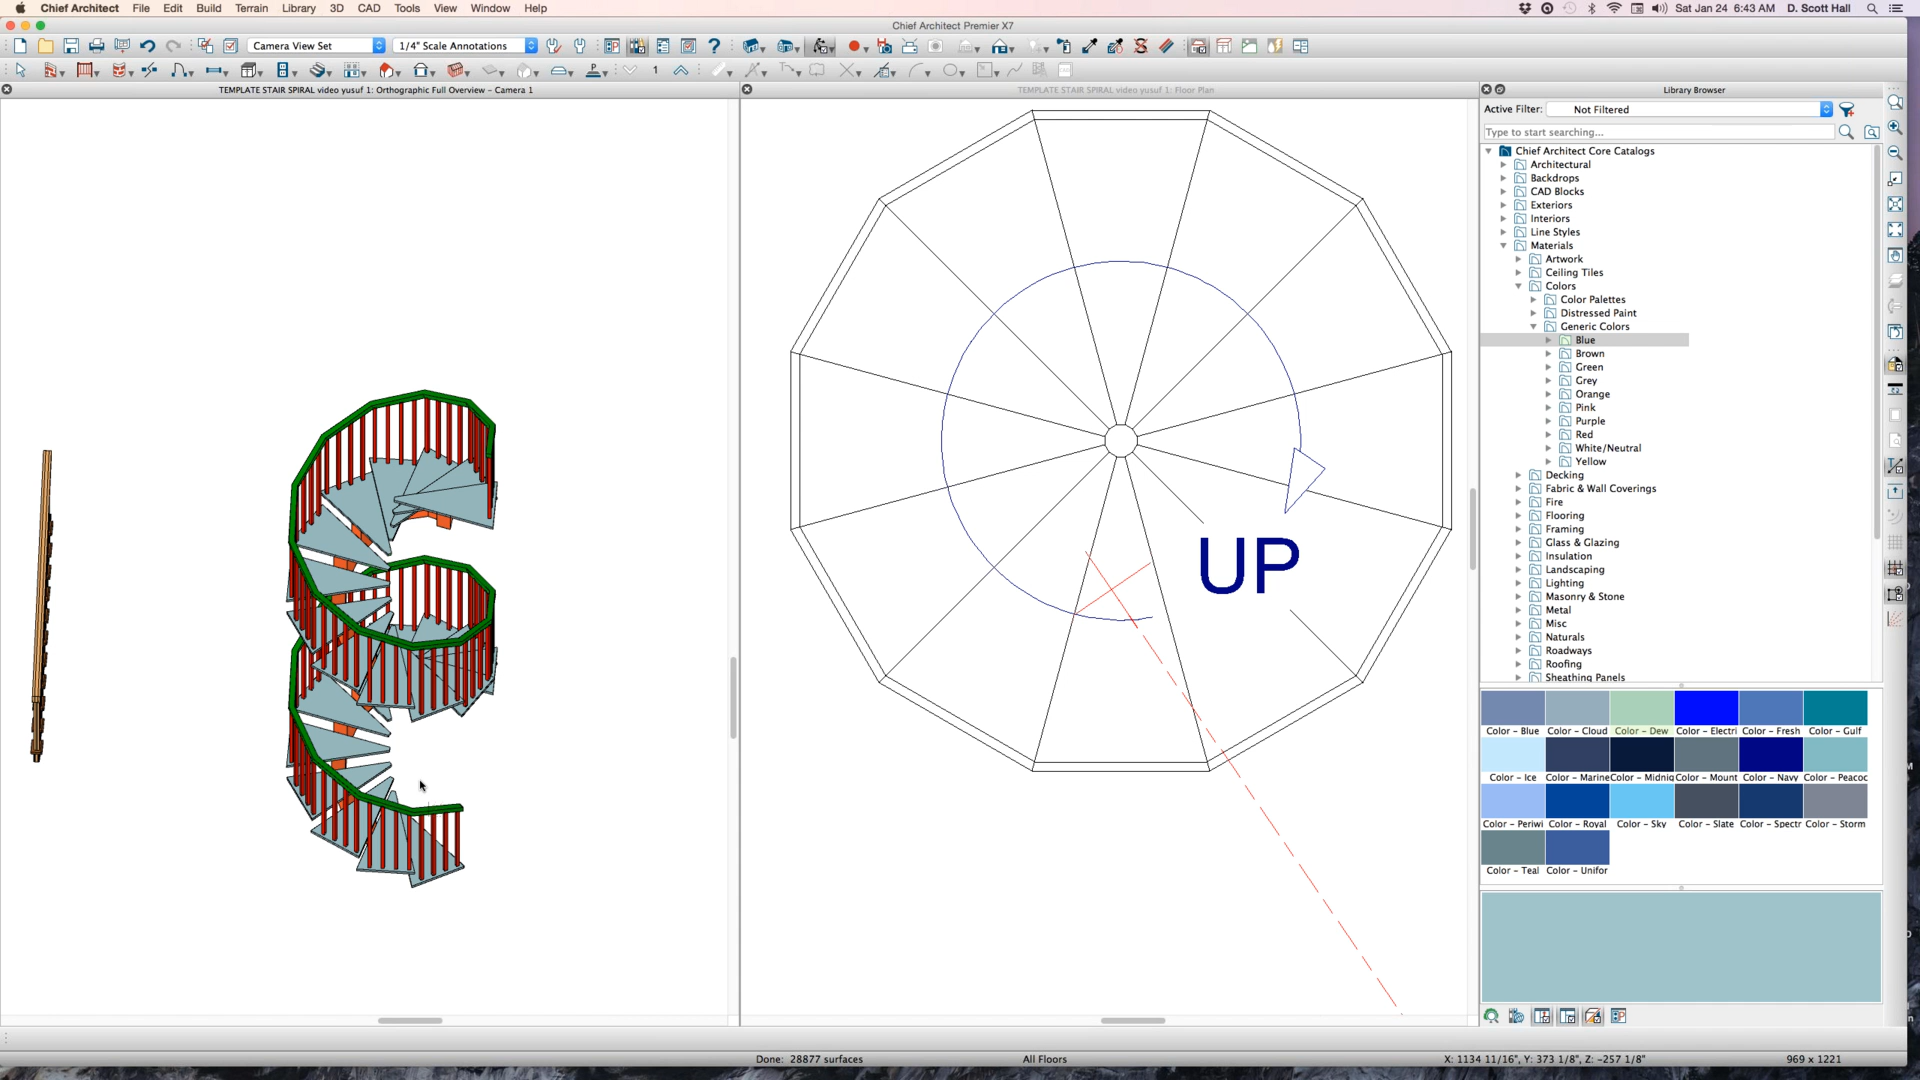 Chief Architect File Edit Build Terrain Library 3D CAD Tools View Window Help Sat Jan 24 6:43 AM D. Scott Hall
Chief Architect Premier X7
Camera View Set 1/4" Scale Annotations
1
TEMPLATE STAIR SPIRAL video yusuf 1: Orthographic Full Overview - Camera 1
TEMPLATE STAIR SPIRAL video yusuf 1: Floor Plan
Library Browser
Active Filter: Not Filtered
Type to start searching...
Chief Architect Core Catalogs
Architectural
Backdrops
CAD Blocks
Exteriors
Interiors
Line Styles
Materials
Artwork
Ceiling Tiles
Colors
Color Palettes
Distressed Paint
Generic Colors
Blue
Brown
Green
Grey
Orange
Pink
Purple
Red
White/Neutral
Yellow
Decking
Fabric & Wall Coverings
Fire
Flooring
Framing
Glass & Glazing
Insulation
Landscaping
Lighting
Masonry & Stone
Metal
Misc
Naturals
Roadways
Roofing
Sheathing Panels
UP
Color - Blue Color - Cloud Color - Dew Color - Electri Color - Fresh Color - Gulf
Color - Ice Color - Marine Color - Midnig Color - Mount Color - Navy Color - Peacoc
Color - Periwi Color - Royal Color - Sky Color - Slate Color - Spectr Color - Storm
Color - Teal Color - Unifor
Done: 28877 surfaces All Floors X: 1134 11/16", Y: 373 1/8", Z: -257 1/8" 969 x 1221